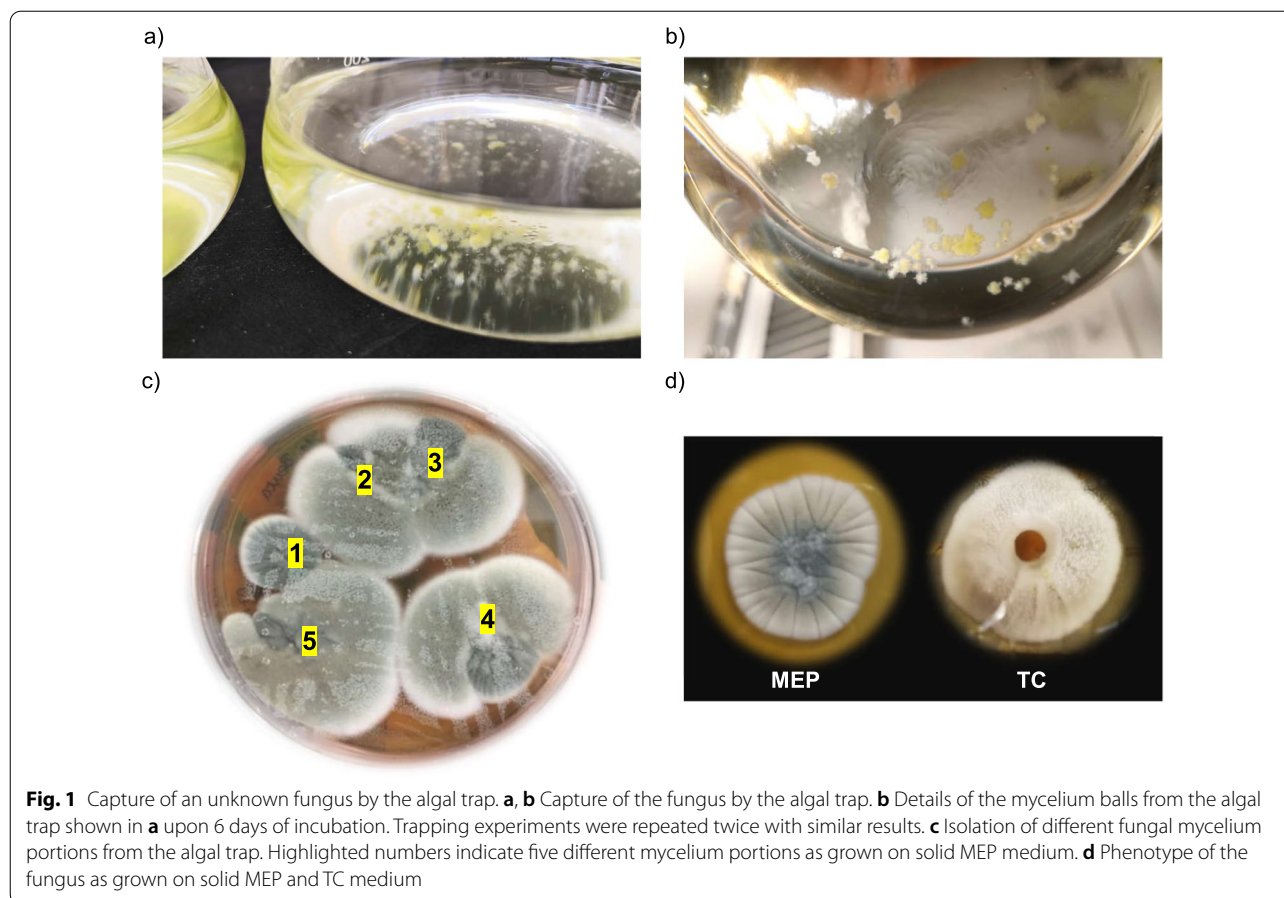 a)
b)
c)
d)
2
3
1
4
5
MEP
TC
Fig. 1 Capture of an unknown fungus by the algal trap. a, b Capture of the fungus by the algal trap. b Details of the mycelium balls from the algal
trap shown in a upon 6 days of incubation. Trapping experiments were repeated twice with similar results. c Isolation of different fungal mycelium
portions from the algal trap. Highlighted numbers indicate five different mycelium portions as grown on solid MEP medium. d Phenotype of the
fungus as grown on solid MEP and TC medium